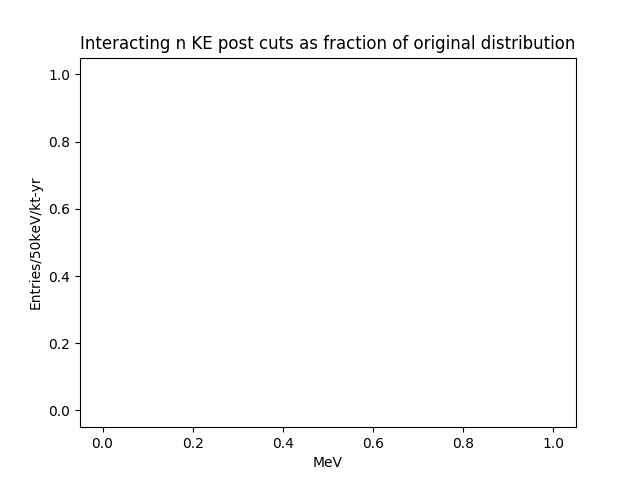 Interacting n KE post cuts as fraction of original distribution
1.0
0.8
0.6
0.4
0.2
0.0
Entries/50keV/kt-yr
0.0 0.2 0.4 0.6 0.8 1.0
MeV